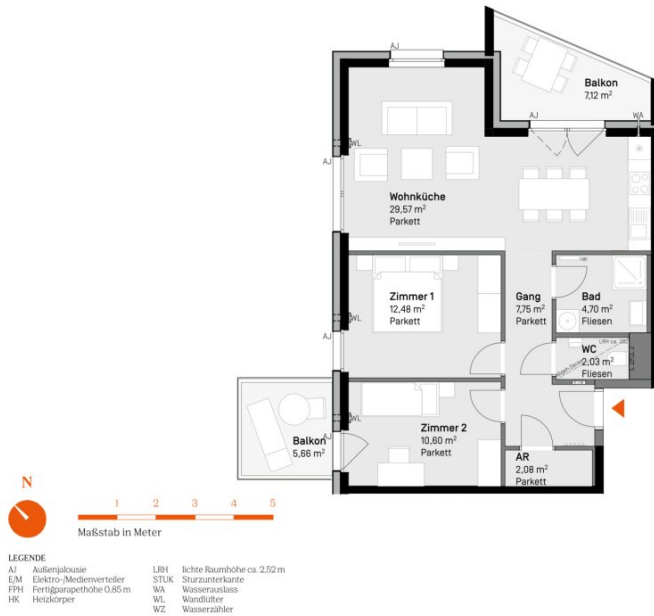 AJ
Balkon
7,12 m²
AJ
WA
WL
AJ
Wohnküche
29,57 m²
Parkett
HK
Zimmer 1
12,48 m²
Parkett
Gang
7,75 m²
Parkett
Bad
4,70 m²
Fliesen
WL
AJ
LRH ca.
WC
2,03 m²
Fliesen
WL
AJ
Balkon
5,66 m²
Zimmer 2
10,60 m²
Parkett
AR
2,08 m²
Parkett
N
1 2 3 4 5
Maßstab in Meter
LEGENDE
AJ Außenjalousie
E/M Elektro-/Medienverteiler
FPH Fertigparapethöhe 0,85 m
HK Heizkörper
LRH lichte Raumhöhe ca. 2,52 m
STUK Sturzunterkante
WA Wasserauslass
WL Wandlüfter
WZ Wasserzähler